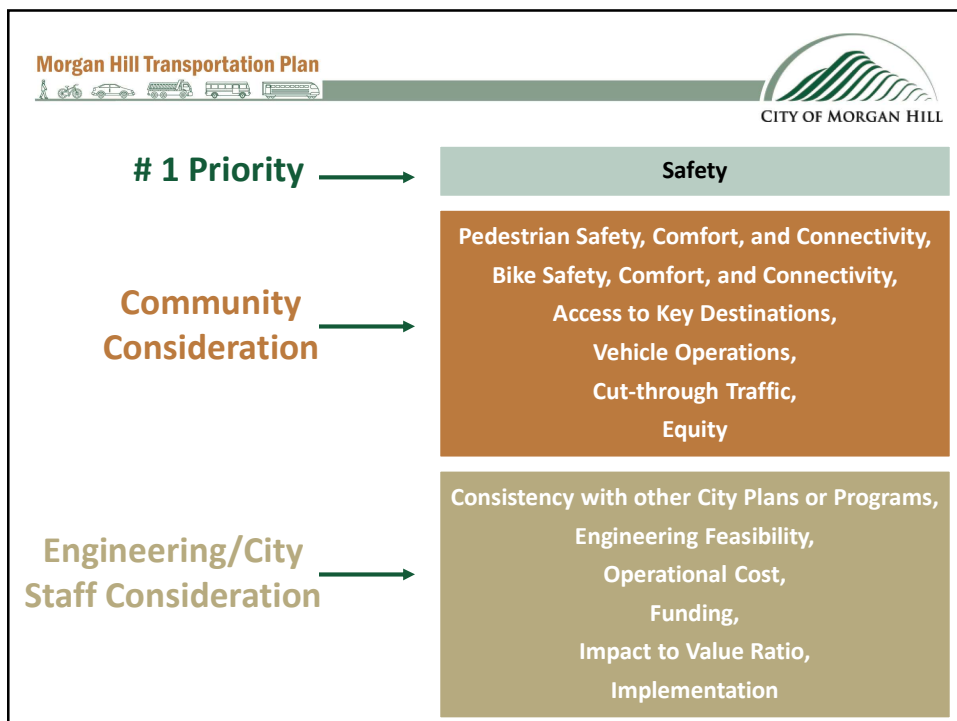 Morgan Hill Transportation Plan
CITY OF MORGAN HILL
# 1 Priority
Safety
Community
Consideration
Pedestrian Safety, Comfort, and Connectivity,
Bike Safety, Comfort, and Connectivity,
Access to Key Destinations,
Vehicle Operations,
Cut-through Traffic,
Equity
Engineering/City
Staff Consideration
Consistency with other City Plans or Programs,
Engineering Feasibility,
Operational Cost,
Funding,
Impact to Value Ratio,
Implementation